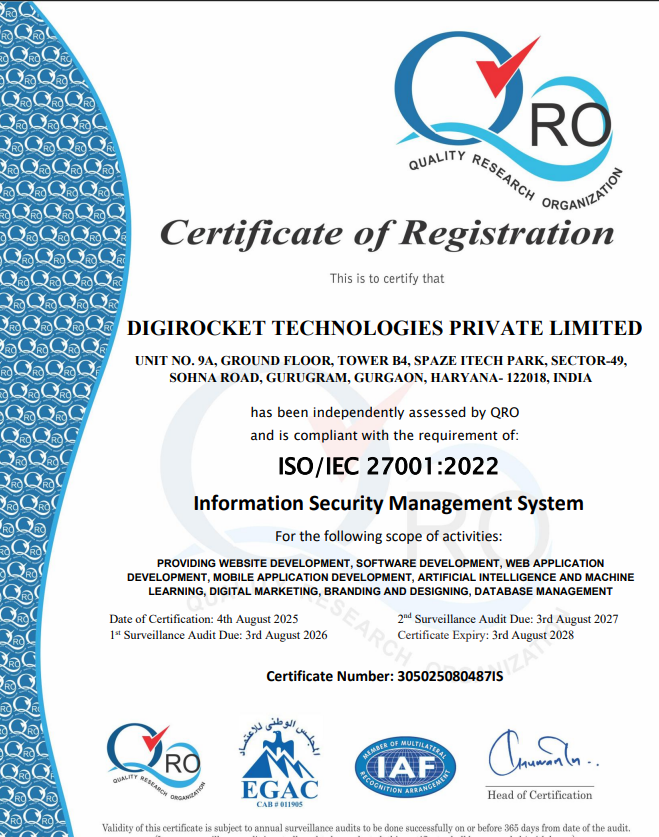 QRO
QUALITY RESEARCH ORGANIZATION
Certificate of Registration
This is to certify that
DIGIROCKET TECHNOLOGIES PRIVATE LIMITED
UNIT NO. 9A, GROUND FLOOR, TOWER B4, SPAZE ITECH PARK, SECTOR-49,
SOHNA ROAD, GURUGRAM, GURGAON, HARYANA- 122018, INDIA
has been independently assessed by QRO
and is compliant with the requirement of:
ISO/IEC 27001:2022
Information Security Management System
For the following scope of activities:
PROVIDING WEBSITE DEVELOPMENT, SOFTWARE DEVELOPMENT, WEB APPLICATION
DEVELOPMENT, MOBILE APPLICATION DEVELOPMENT, ARTIFICIAL INTELLIGENCE AND MACHINE
LEARNING, DIGITAL MARKETING, BRANDING AND DESIGNING, DATABASE MANAGEMENT
Date of Certification: 4th August 2025
2nd Surveillance Audit Due: 3rd August 2027
1st Surveillance Audit Due: 3rd August 2026
Certificate Expiry: 3rd August 2028
Certificate Number: 305025080487IS
QRO
QUALITY RESEARCH ORGANIZATION
المجلس الوطني للاعتماد
EGAC
CAB # 011905
MEMBER OF MULTILATERAL
IAF
RECOGNITION ARRANGEMENT
Head of Certification
Validity of this certificate is subject to annual surveillance audits to be done successfully on or before 365 days from date of the audit.